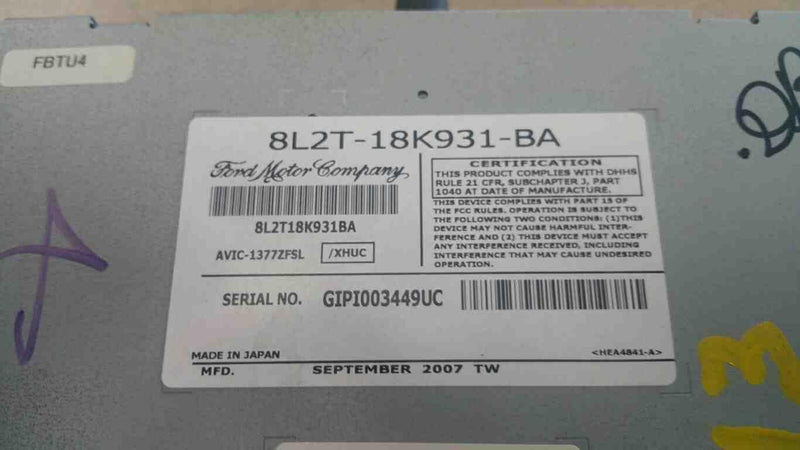 FBTU4
8L2T-18K931-BA
Ford Motor Company
8L2T18K931BA
AVIC-1377ZFSL /XHUC
CERTIFICATION
THIS PRODUCT COMPLIES WITH DHHS
RULE 21 CFR, SUBCHAPTER J, PART
1040 AT DATE OF MANUFACTURE.
THIS DEVICE COMPLIES WITH PART 15 OF
THE FCC RULES. OPERATION IS SUBJECT TO
THE FOLLOWING TWO CONDITIONS: (1)THIS
DEVICE MAY NOT CAUSE HARMFUL INTER-
FERENCE AND (2) THIS DEVICE MUST ACCEPT
ANY INTERFERENCE RECEIVED, INCLUDING
INTERFERENCE THAT MAY CAUSE UNDESIRED
OPERATION.
SERIAL NO. GIPI003449UC
MADE IN JAPAN <HEA4841-A>
MFD. SEPTEMBER 2007 TW